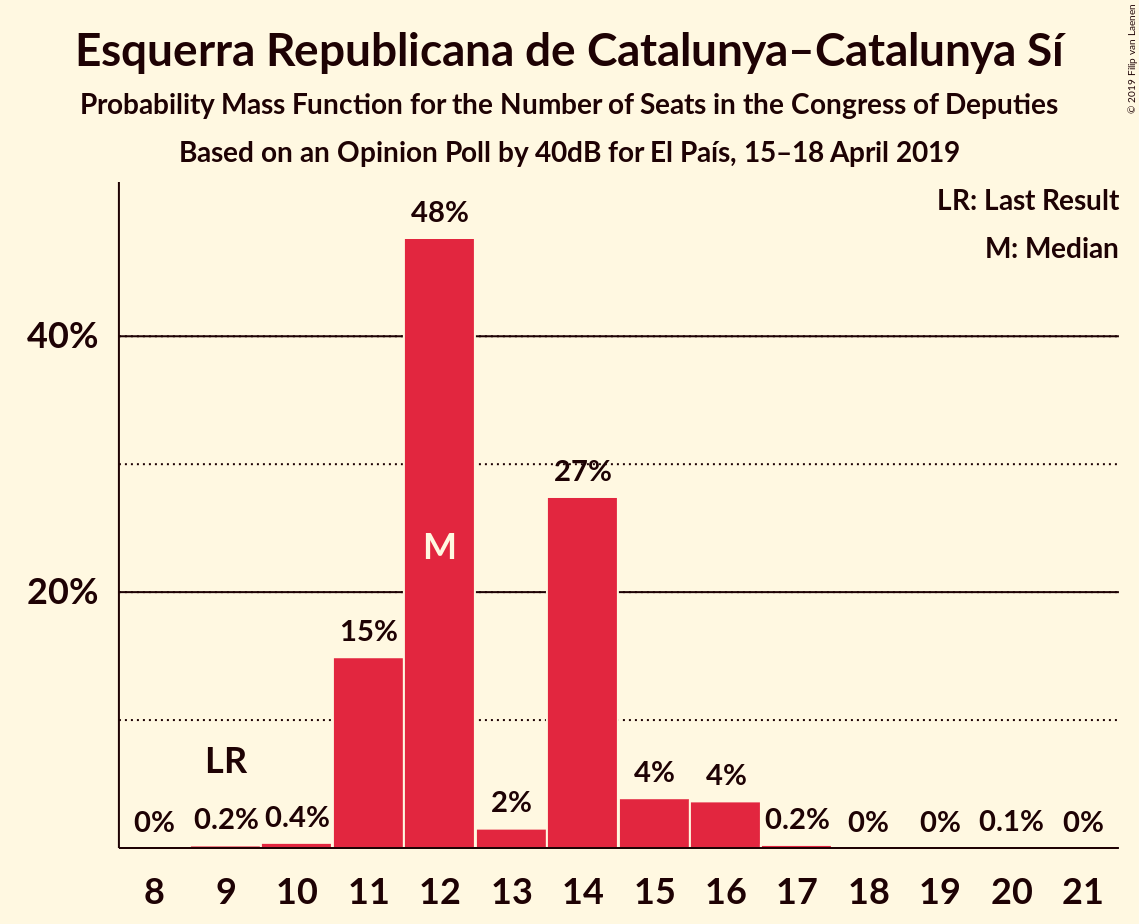 Esquerra Republicana de Catalunya–Catalunya Sí
Probability Mass Function for the Number of Seats in the Congress of Deputies
Based on an Opinion Poll by 40dB for El País, 15–18 April 2019
© 2019 Filip van Laenen
LR: Last Result
M: Median
48%
40%
27%
M
20%
15%
LR
4%
4%
2%
0%
0.2%
0.4%
0.2%
0%
0%
0.1%
0%
8 9 10 11 12 13 14 15 16 17 18 19 20 21